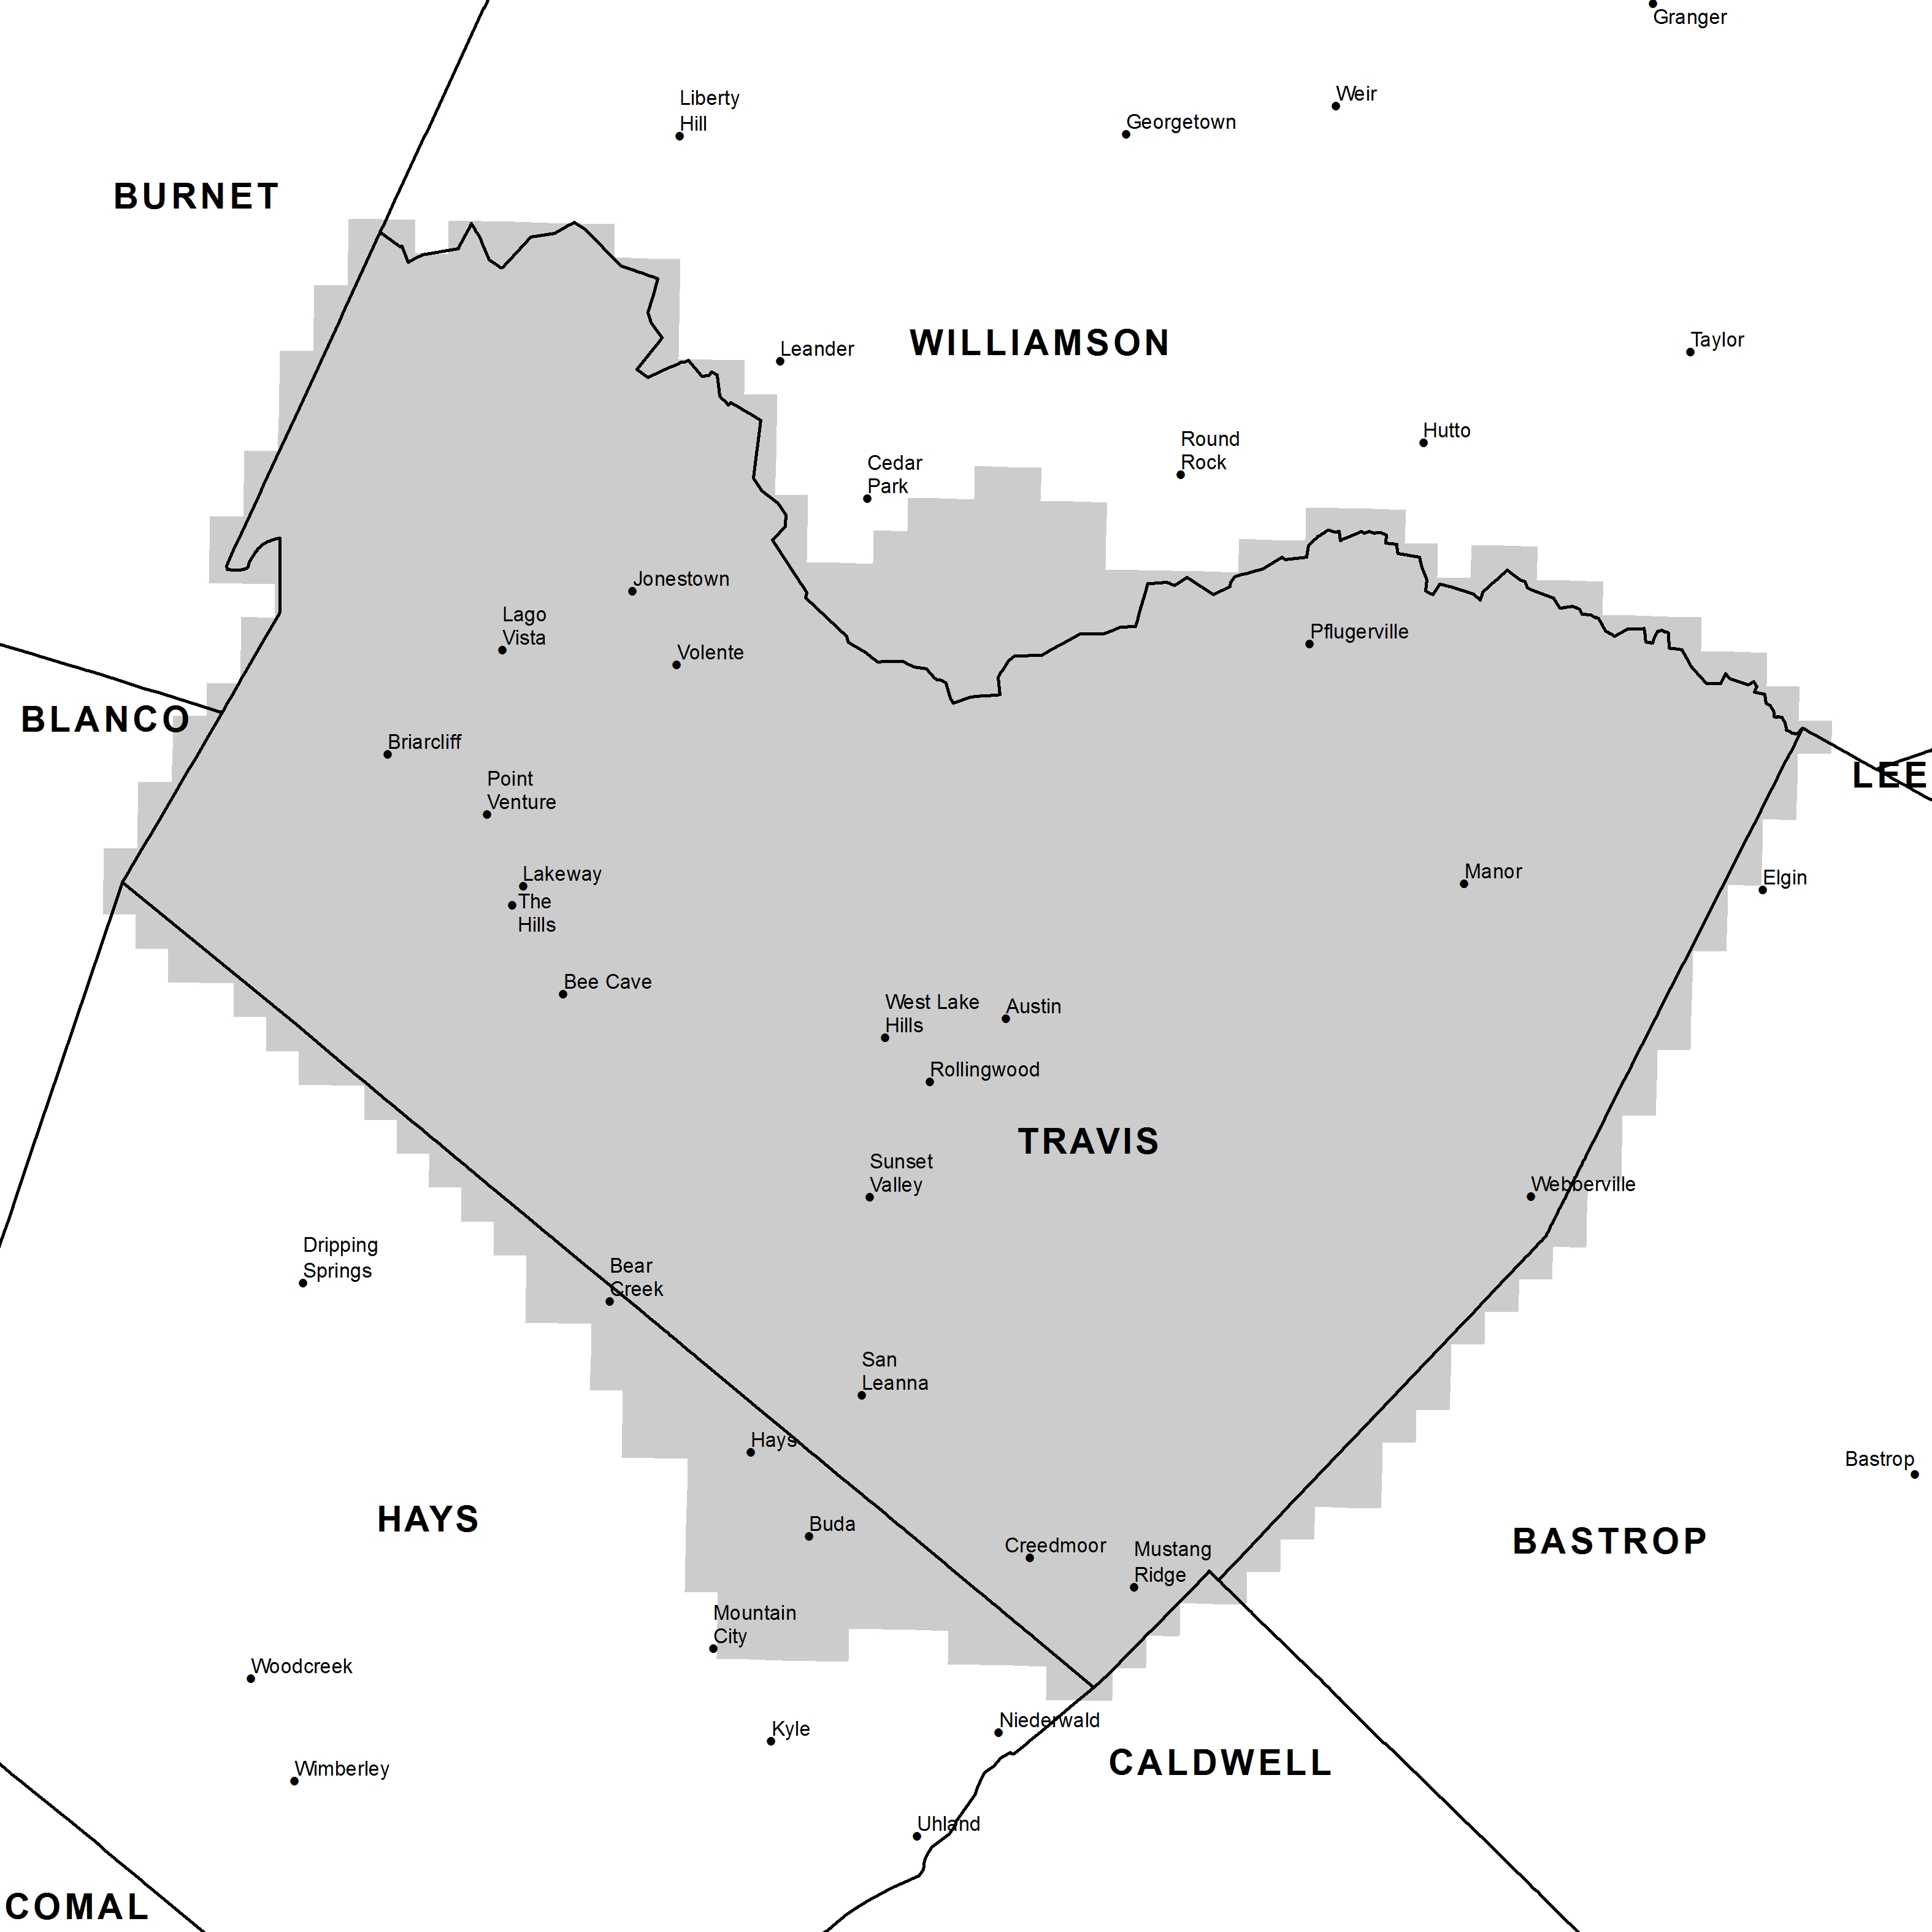 Granger
Liberty
Hill
Weir
Georgetown
BURNET
WILLIAMSON
Leander
Taylor
Hutto
Round
Rock
Cedar
Park
Jonestown
Lago
Vista
Volente
Pflugerville
BLANCO
Briarcliff
Point
Venture
LEE
Lakeway
The
Hills
Manor
Elgin
Bee Cave
West Lake
Hills
Austin
Rollingwood
TRAVIS
Sunset
Valley
Webberville
Dripping
Springs
Bear
Creek
San
Leanna
Hays
Bastrop
HAYS
Buda
BASTROP
Creedmoor
Mustang
Ridge
Mountain
City
Woodcreek
Niederwald
Kyle
Wimberley
CALDWELL
Uhland
COMAL